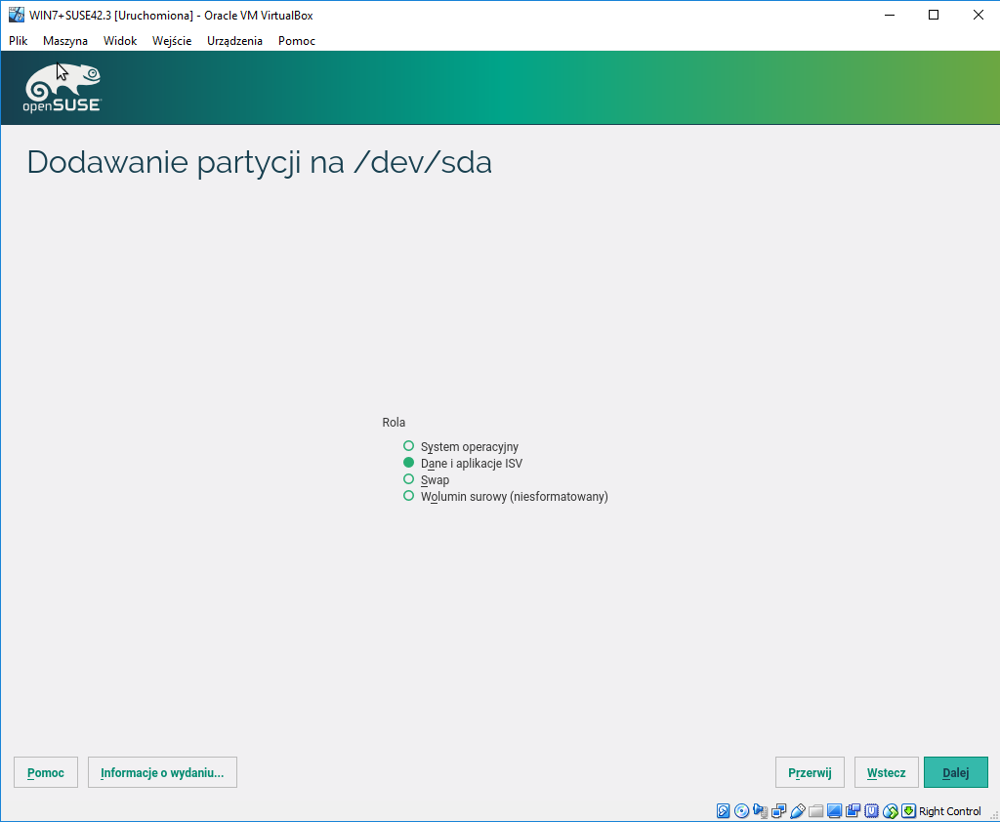 WIN7+SUSE42.3 [Uruchomiona] - Oracle VM VirtualBox
Plik Maszyna Widok Wejście Urządzenia Pomoc
openSUSE
Dodawanie partycji na /dev/sda
Rola
System operacyjny
Dane i aplikacje ISV
Swap
Wolumin surowy (niesformatowany)
Pomoc Informacje o wydaniu... Przerwij Wstecz Dalej
Right Control